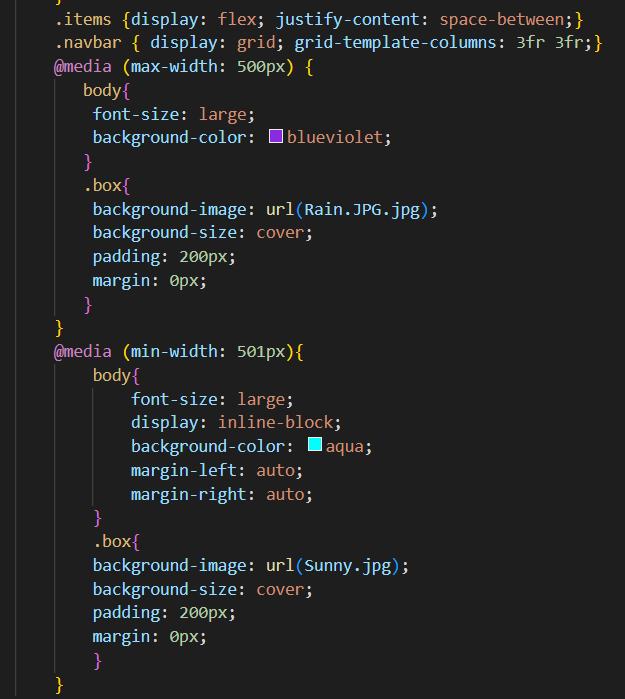 }
.items {display: flex; justify-content: space-between;}
.navbar { display: grid; grid-template-columns: 3fr 3fr;}
@media (max-width: 500px) {
body{
font-size: large;
background-color: blueviolet;
}
.box{
background-image: url(Rain.JPG.jpg);
background-size: cover;
padding: 200px;
margin: 0px;
}
}
@media (min-width: 501px){
body{
font-size: large;
display: inline-block;
background-color: aqua;
margin-left: auto;
margin-right: auto;
}
.box{
background-image: url(Sunny.jpg);
background-size: cover;
padding: 200px;
margin: 0px;
}
}